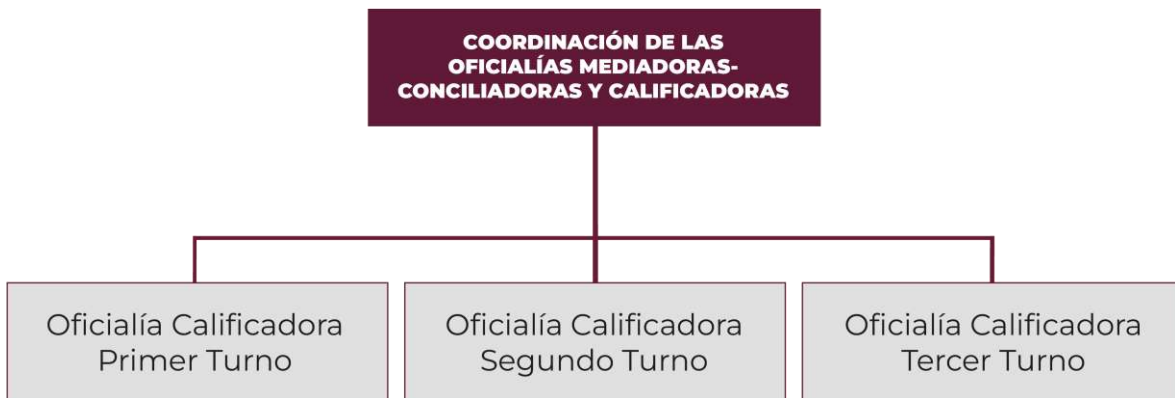 COORDINACIÓN DE LAS
OFICIALÍAS MEDIADORAS-
CONCILIADORAS Y CALIFICADORAS
Oficialía Calificadora
Primer Turno
Oficialía Calificadora
Segundo Turno
Oficialía Calificadora
Tercer Turno